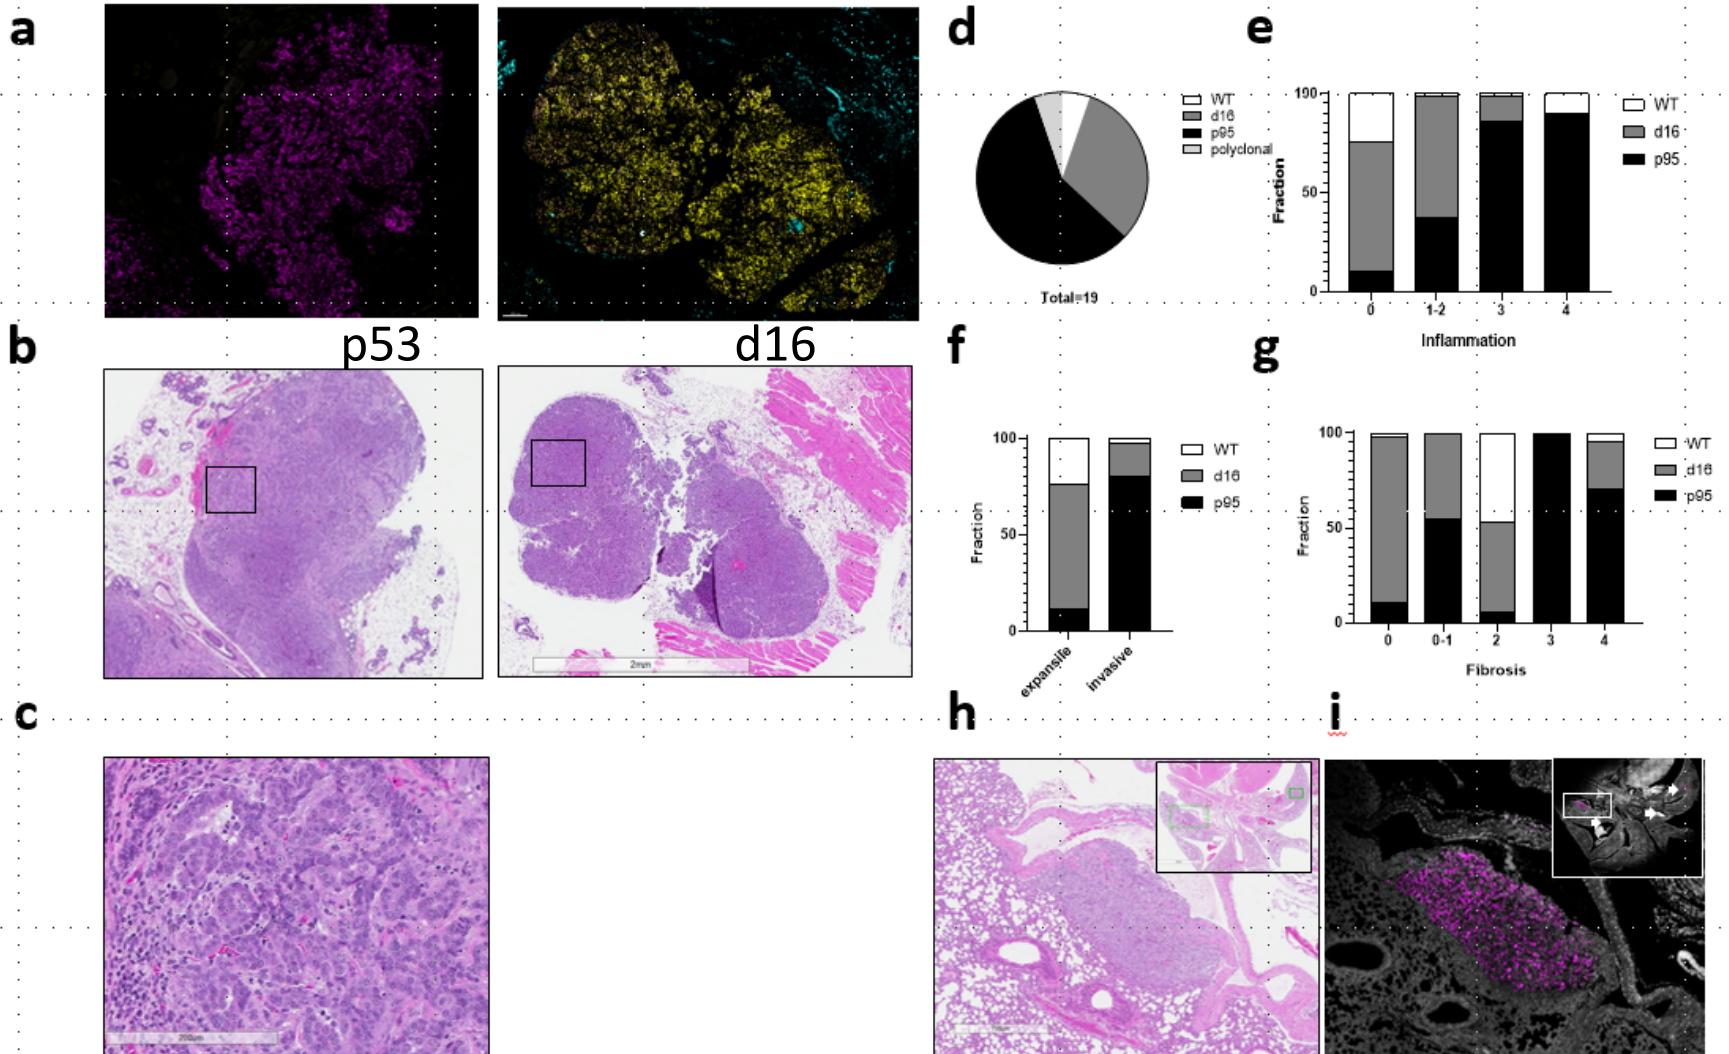 a
p53
d16
b
2mm
c
200um
d
WT
d16
p95
polyclonal
Total=19
e
Fraction
100
50
0
0
1-2
3
4
Inflammation
WT
d16
p95
f
Fraction
100
50
0
expansile
invasive
WT
d16
p95
g
Fraction
100
50
0
0
0-1
2
3
4
Fibrosis
WT
d16
p95
h
i